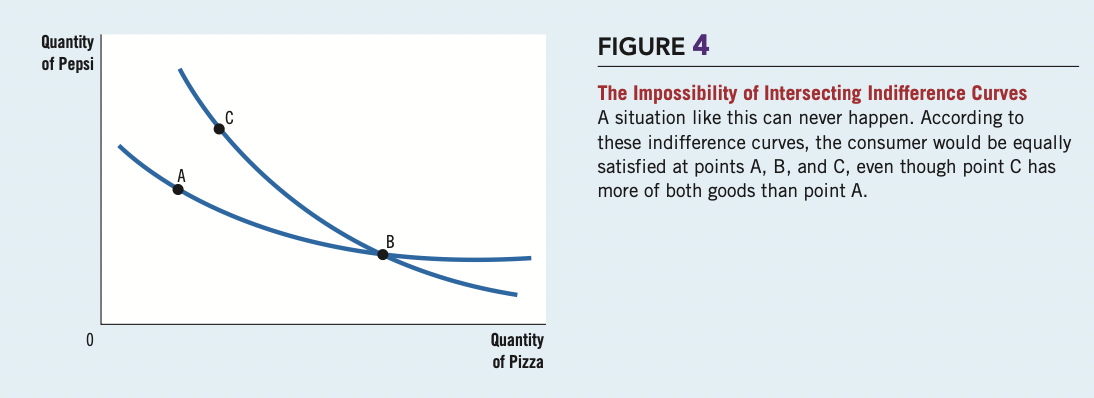 Quantity
of Pepsi
C
A
B
0
Quantity
of Pizza
FIGURE 4
The Impossibility of Intersecting Indifference Curves
A situation like this can never happen. According to
these indifference curves, the consumer would be equally
satisfied at points A, B, and C, even though point C has
more of both goods than point A.